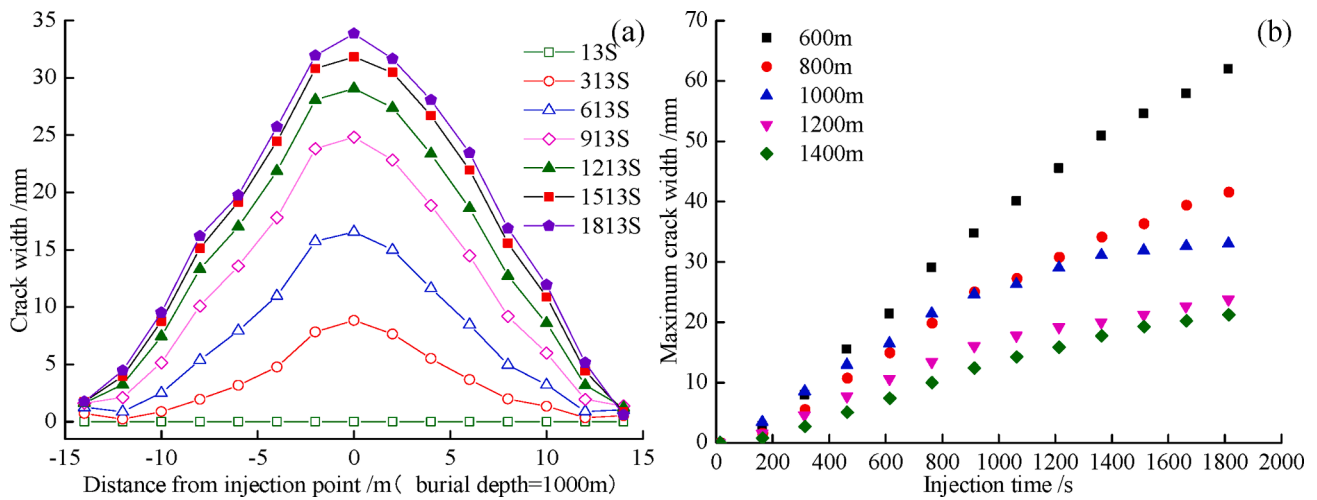 (a)
35
30
25
20
15
10
5
0
Crack width /mm
-15
-10
-5
0
5
10
15
Distance from injection point /m( burial depth=1000m)
13S
313S
613S
913S
1213S
1513S
1813S
(b)
70
60
50
40
30
20
10
0
Maximum crack width /mm
0
200
400
600
800
1000
1200
1400
1600
1800
2000
Injection time /s
600m
800m
1000m
1200m
1400m